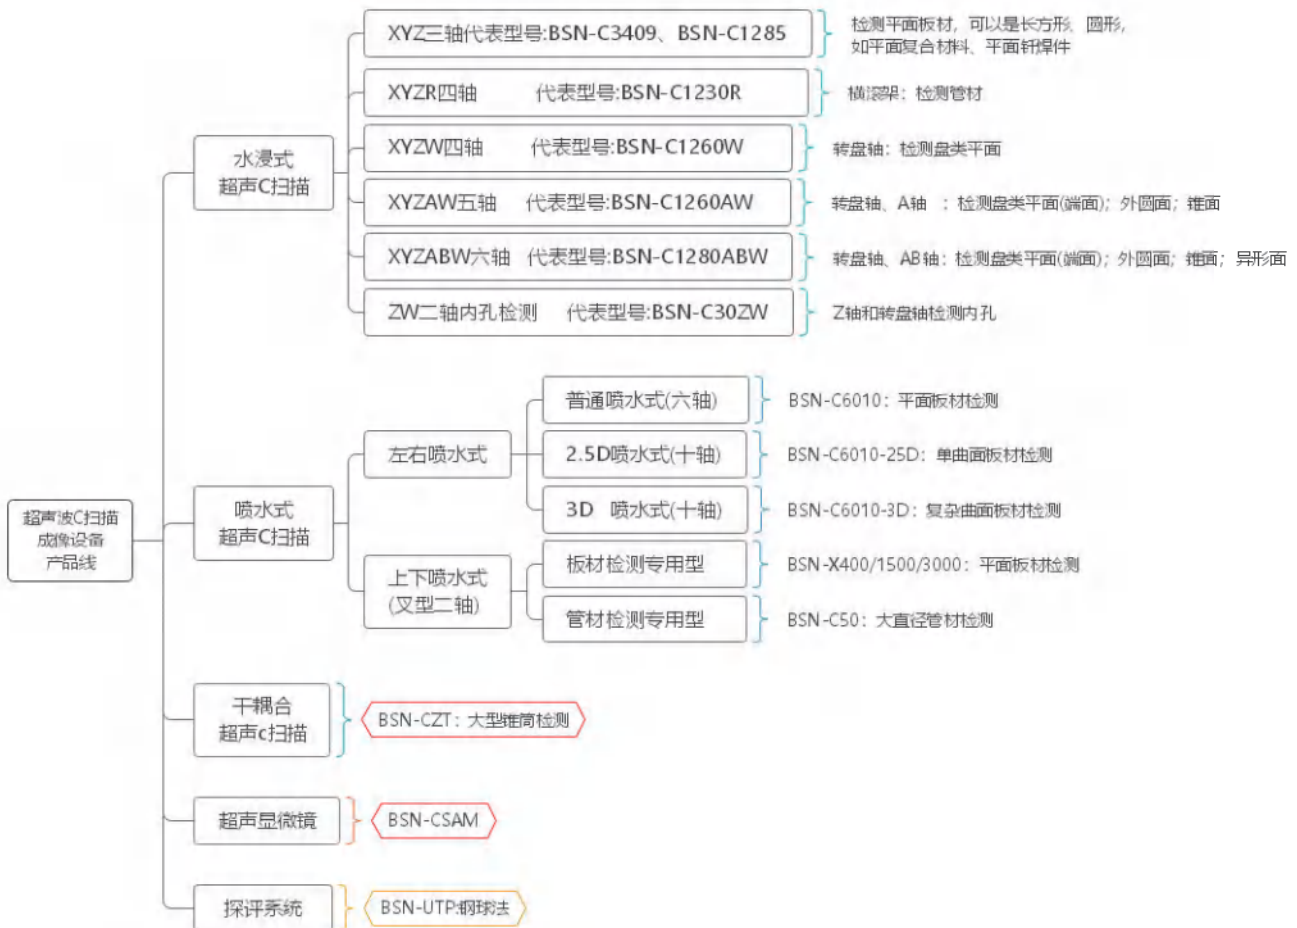 超声波C扫描
成像设备
产品线
水浸式
超声C扫描
XYZ三轴代表型号:BSN-C3409、BSN-C1285
检测平面板材，可以是长方形、圆形，
如平面复合材料、平面钎焊件
XYZR四轴 代表型号:BSN-C1230R
横滚架：检测管材
XYZW四轴 代表型号:BSN-C1260W
转盘轴：检测盘类平面
XYZAW五轴 代表型号:BSN-C1260AW
转盘轴、A轴 ：检测盘类平面(端面)；外圆面；锥面
XYZABW六轴 代表型号:BSN-C1280ABW
转盘轴、AB轴：检测盘类平面(端面)；外圆面；锥面；异形面
ZW二轴内孔检测 代表型号:BSN-C30ZW
Z轴和转盘轴检测内孔
喷水式
超声C扫描
左右喷水式
普通喷水式(六轴)
BSN-C6010：平面板材检测
2.5D喷水式(十轴)
BSN-C6010-25D：单曲面板材检测
3D 喷水式(十轴)
BSN-C6010-3D：复杂曲面板材检测
上下喷水式
(叉型二轴)
板材检测专用型
BSN-X400/1500/3000：平面板材检测
管材检测专用型
BSN-C50：大直径管材检测
干耦合
超声c扫描
BSN-CZT：大型锥筒检测
超声显微镜
BSN-CSAM
探评系统
BSN-UTP:钢球法